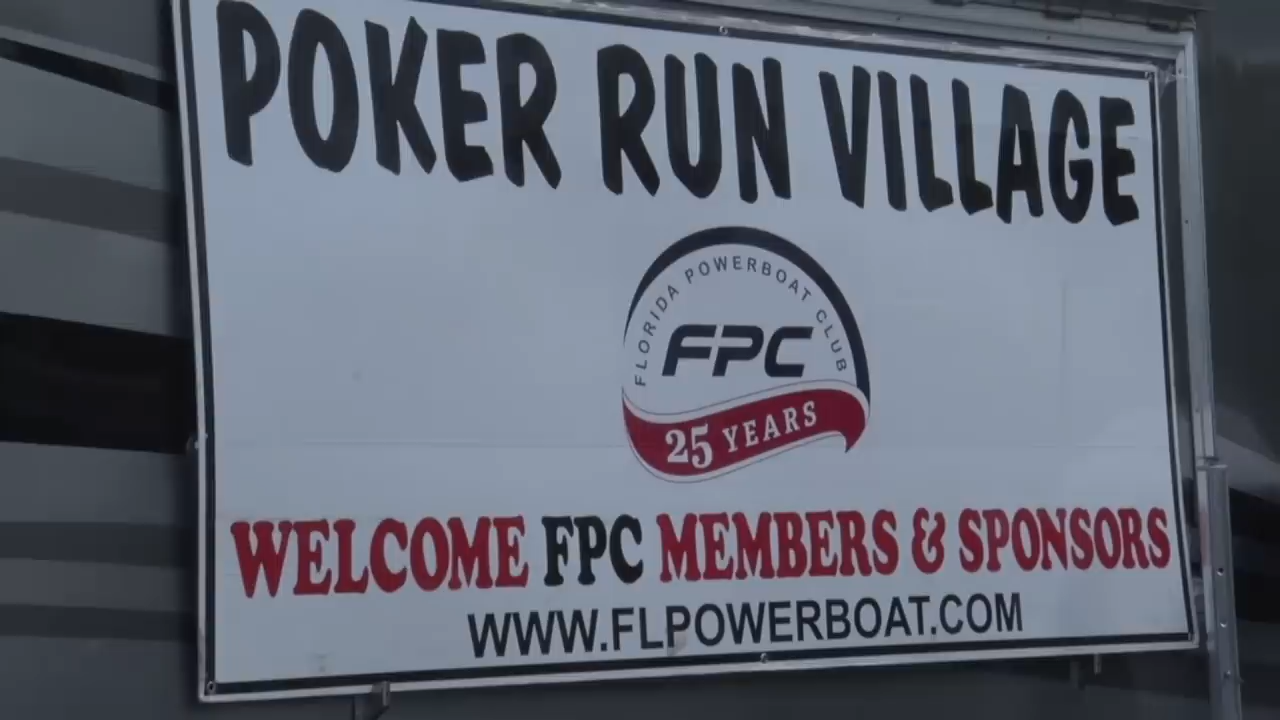 POKER RUN VILLAGE
FLORIDA POWERBOAT CLUB
FPC
25 YEARS
WELCOME FPC MEMBERS & SPONSORS
WWW.FLPOWERBOAT.COM